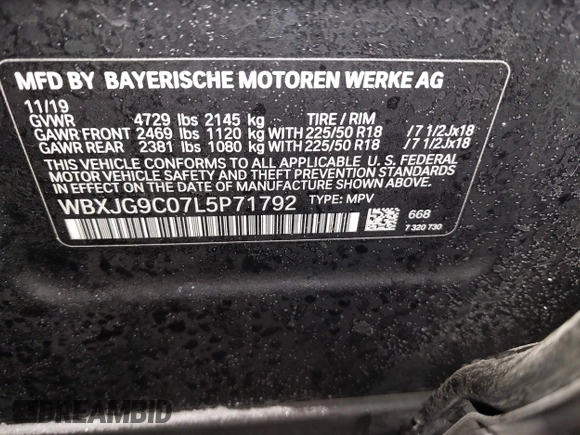 MFD BY BAYERISCHE MOTOREN WERKE AG
11/19
GVWR 4729 lbs 2145 kg TIRE / RIM
GAWR FRONT 2469 lbs 1120 kg WITH 225/50 R18 /7 1/2Jx18
GAWR REAR 2381 lbs 1080 kg WITH 225/50 R18 /7 1/2Jx18
THIS VEHICLE CONFORMS TO ALL APPLICABLE U. S. FEDERAL
MOTOR VEHICLE SAFETY AND THEFT PREVENTION STANDARDS
IN EFFECT ON THE DATE OF MANUFACTURE SHOWN ABOVE
WBXJG9C07L5P71792 TYPE: MPV
668
7 320 730
DREAMBID